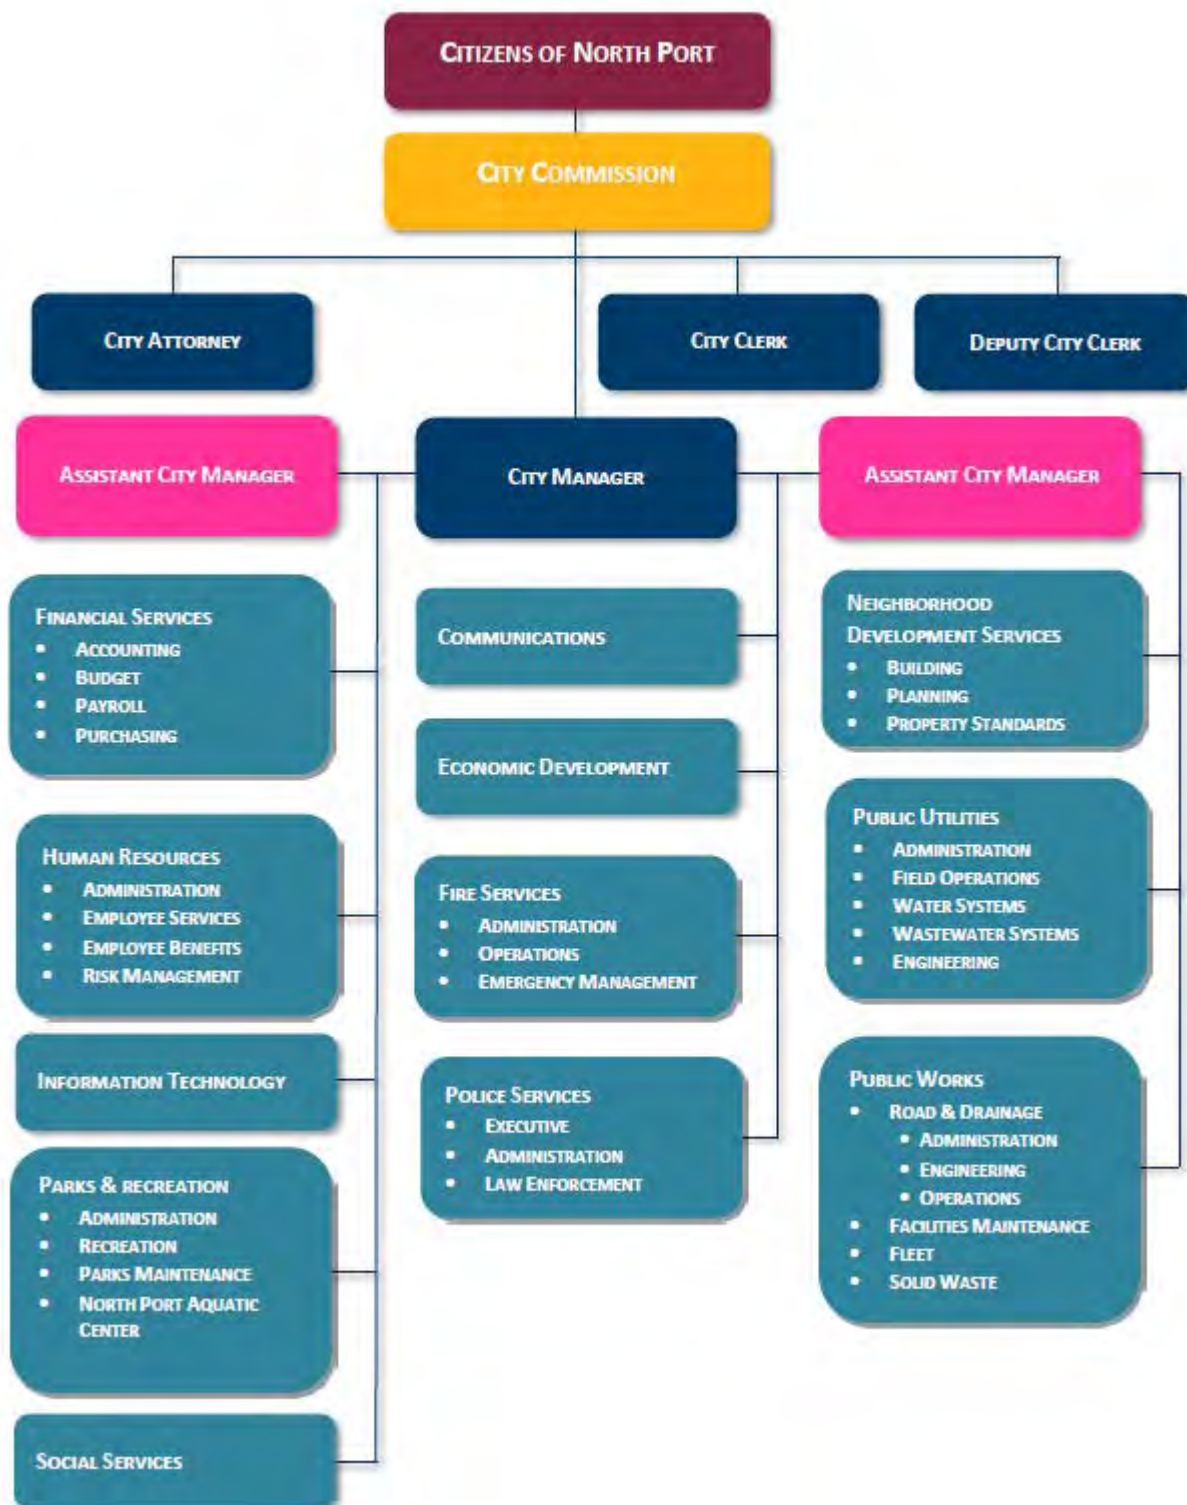 CITIZENS OF NORTH PORT
CITY COMMISSION
CITY ATTORNEY
CITY CLERK
DEPUTY CITY CLERK
ASSISTANT CITY MANAGER
CITY MANAGER
ASSISTANT CITY MANAGER
FINANCIAL SERVICES
• ACCOUNTING
• BUDGET
• PAYROLL
• PURCHASING
HUMAN RESOURCES
• ADMINISTRATION
• EMPLOYEE SERVICES
• EMPLOYEE BENEFITS
• RISK MANAGEMENT
INFORMATION TECHNOLOGY
PARKS & RECREATION
• ADMINISTRATION
• RECREATION
• PARKS MAINTENANCE
• NORTH PORT AQUATIC
CENTER
SOCIAL SERVICES
COMMUNICATIONS
ECONOMIC DEVELOPMENT
FIRE SERVICES
• ADMINISTRATION
• OPERATIONS
• EMERGENCY MANAGEMENT
POLICE SERVICES
• EXECUTIVE
• ADMINISTRATION
• LAW ENFORCEMENT
NEIGHBORHOOD
DEVELOPMENT SERVICES
• BUILDING
• PLANNING
• PROPERTY STANDARDS
PUBLIC UTILITIES
• ADMINISTRATION
• FIELD OPERATIONS
• WATER SYSTEMS
• WASTEWATER SYSTEMS
• ENGINEERING
PUBLIC WORKS
• ROAD & DRAINAGE
• ADMINISTRATION
• ENGINEERING
• OPERATIONS
• FACILITIES MAINTENANCE
• FLEET
• SOLID WASTE